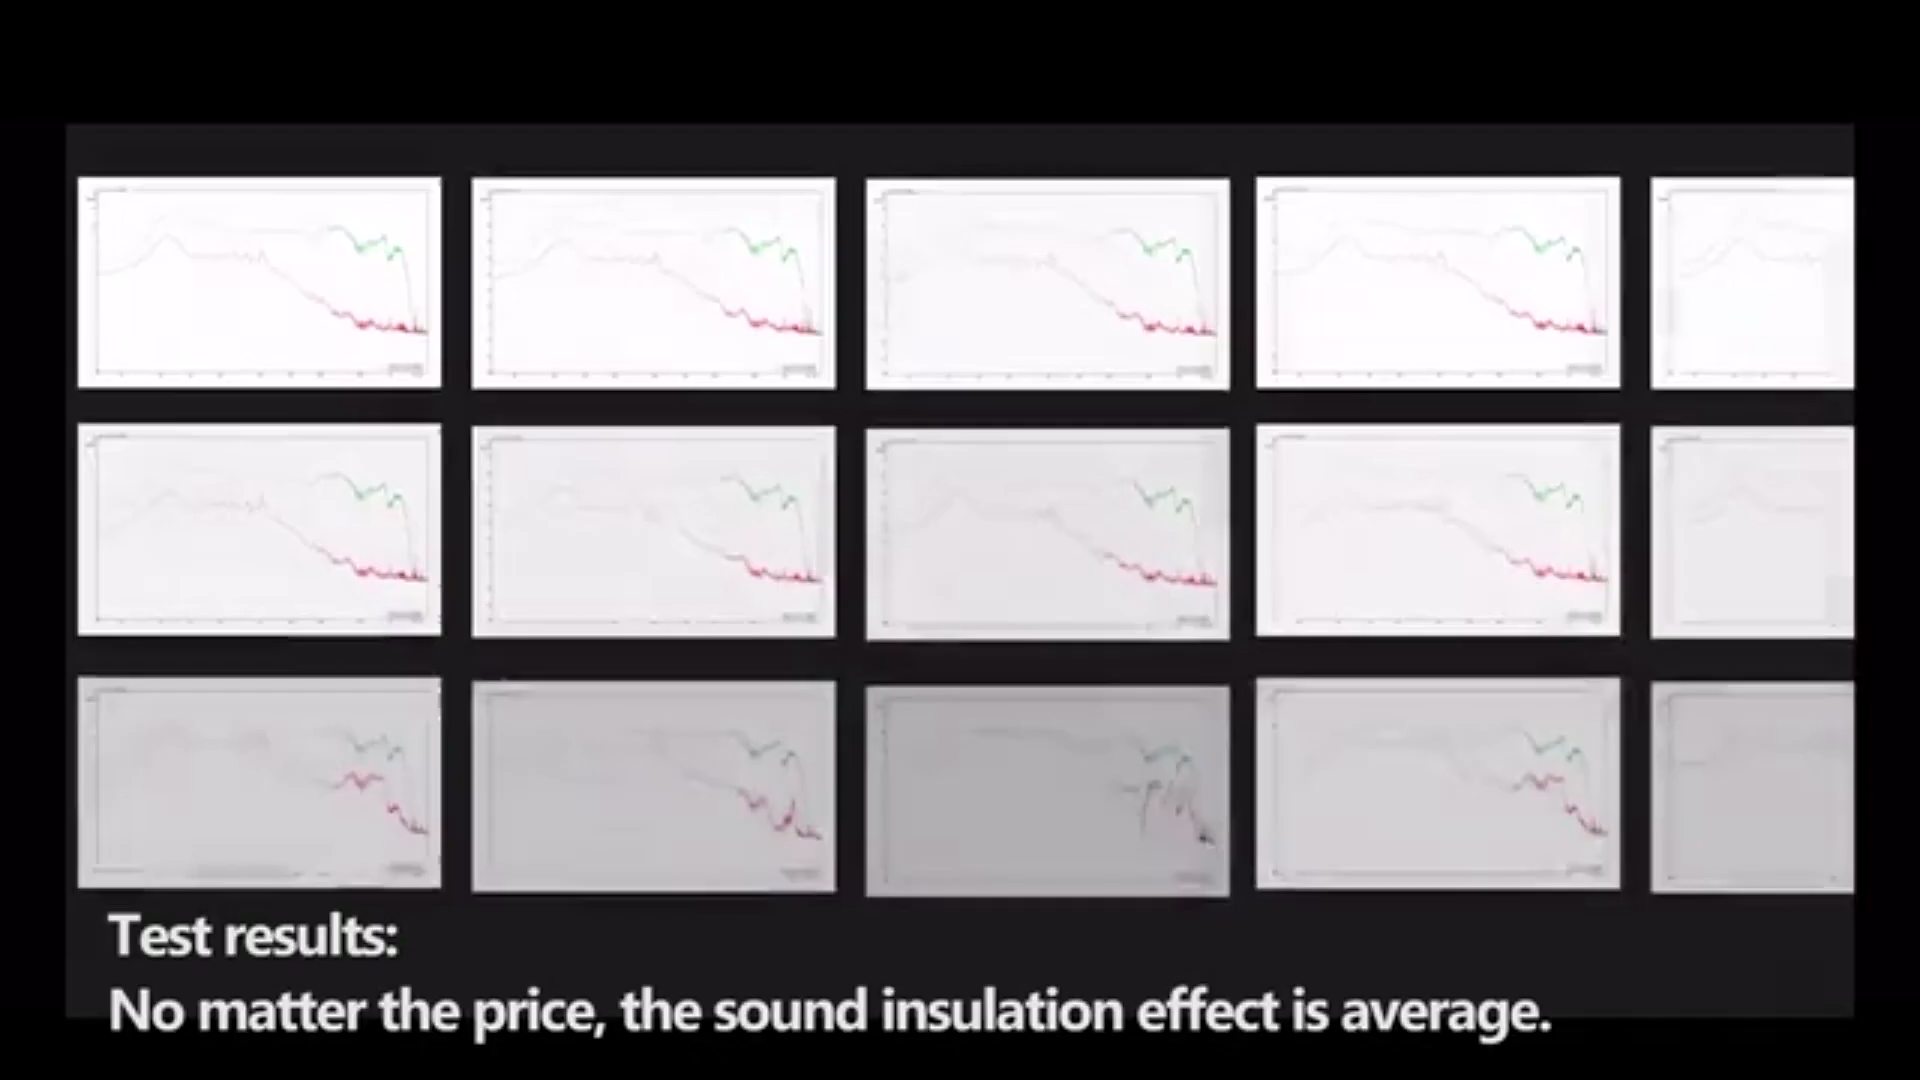 Test results:
No matter the price, the sound insulation effect is average.